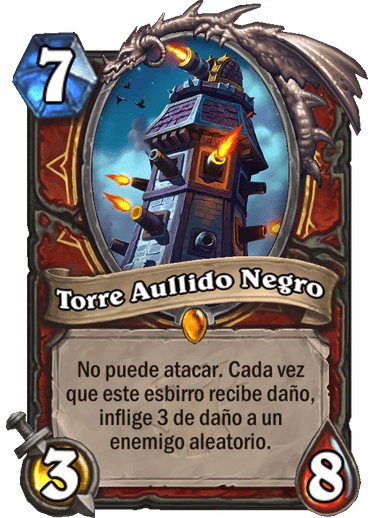 7
Torre Aullido Negro
No puede atacar. Cada vez
que este esbirro recibe daño,
inflige 3 de daño a un
enemigo aleatorio.
3
8